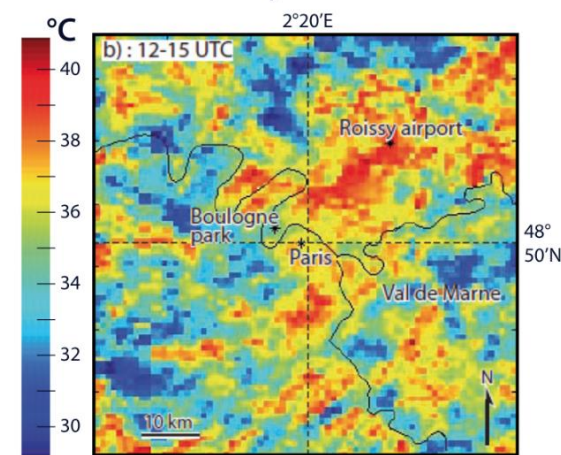 °C
2°20'E
b) : 12-15 UTC
40
38
36
34
32
30
Roissy airport
Boulogne
park
Paris
48°
50'N
Val de Marne
N
10 km